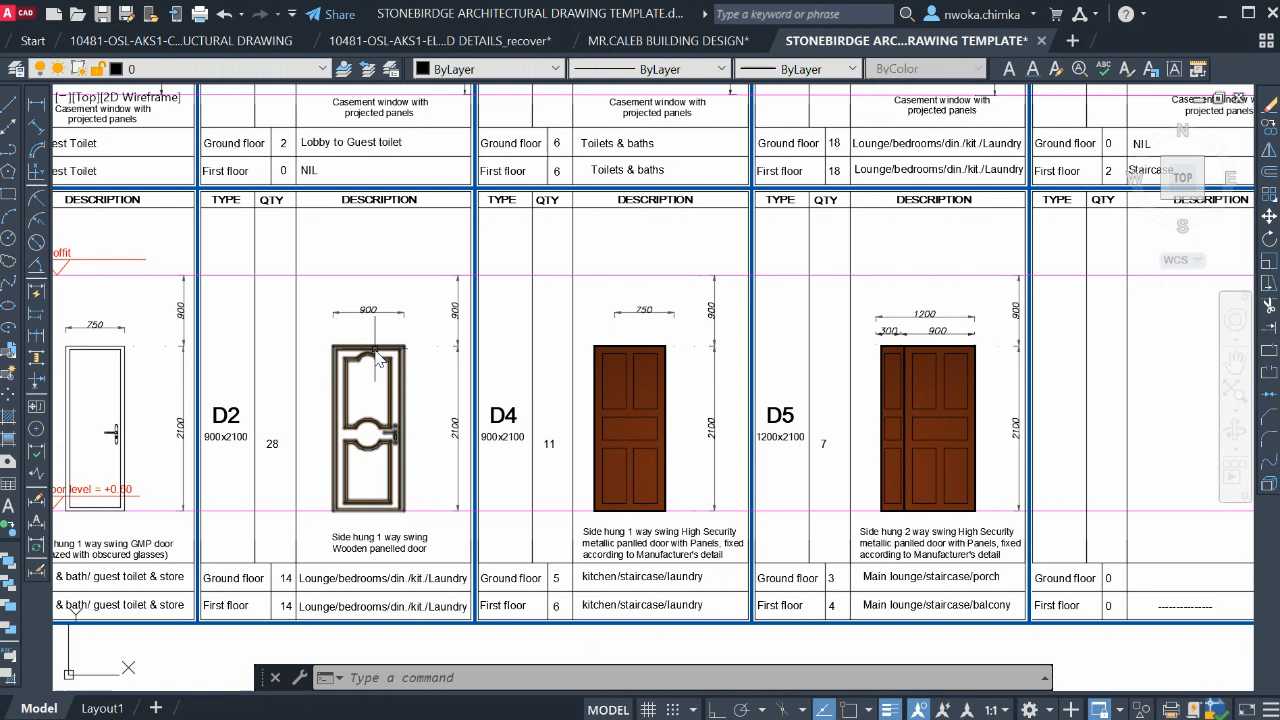 CAD
Share
STONEBIRDGE ARCHITECTURAL DRAWING TEMPLATE.d...
Type a keyword or phrase
nwoka.chimka
Start
10481-OSL-AKS1-C...UCTURAL DRAWING
10481-OSL-AKS1-EL...D DETAILS_recover*
MR.CALEB BUILDING DESIGN*
STONEBIRDGE ARC...RAWING TEMPLATE*
0
ByLayer
ByLayer
ByLayer
ByColor
[−][Top][2D Wireframe]
Casement window with
projected panels
Casement window with
projected panels
Casement window with
projected panels
Casement window with
projected panels
est Toilet
Ground floor 2 Lobby to Guest toilet
Ground floor 6 Toilets & baths
Ground floor 18 Lounge/bedrooms/din./kit./Laundry
Ground floor 0 NIL
est Toilet
First floor 0 NIL
First floor 6 Toilets & baths
First floor 18 Lounge/bedrooms/din./kit./Laundry
First floor 2 Staircase
N
W
TOP
E
S
WCS
DESCRIPTION
TYPE QTY DESCRIPTION
TYPE QTY DESCRIPTION
TYPE QTY DESCRIPTION
TYPE QTY DESCRIPTION
offit
750
900
2100
or level = +0.60
hung 1 way swing GMP door
zed with obscured glasses)
D2
900x2100
28
900
900
2100
Side hung 1 way swing
Wooden panelled door
D4
900x2100
11
750
900
2100
Side hung 1 way swing High Security
metallic panlled door with Panels, fixed
according to Manufacturer's detail
D5
1200x2100
7
1200
300
900
900
2100
Side hung 2 way swing High Security
metallic panlled door with Panels, fixed
according to Manufacturer's detail
& bath/ guest toilet & store
Ground floor 14 Lounge/bedrooms/din./kit./Laundry
Ground floor 5 kitchen/staircase/laundry
Ground floor 3 Main lounge/staircase/porch
Ground floor 0
& bath/ guest toilet & store
First floor 14 Lounge/bedrooms/din./kit./Laundry
First floor 6 kitchen/staircase/laundry
First floor 4 Main lounge/staircase/balcony
First floor 0 ---------------
Type a command
Model
Layout1
MODEL
1:1